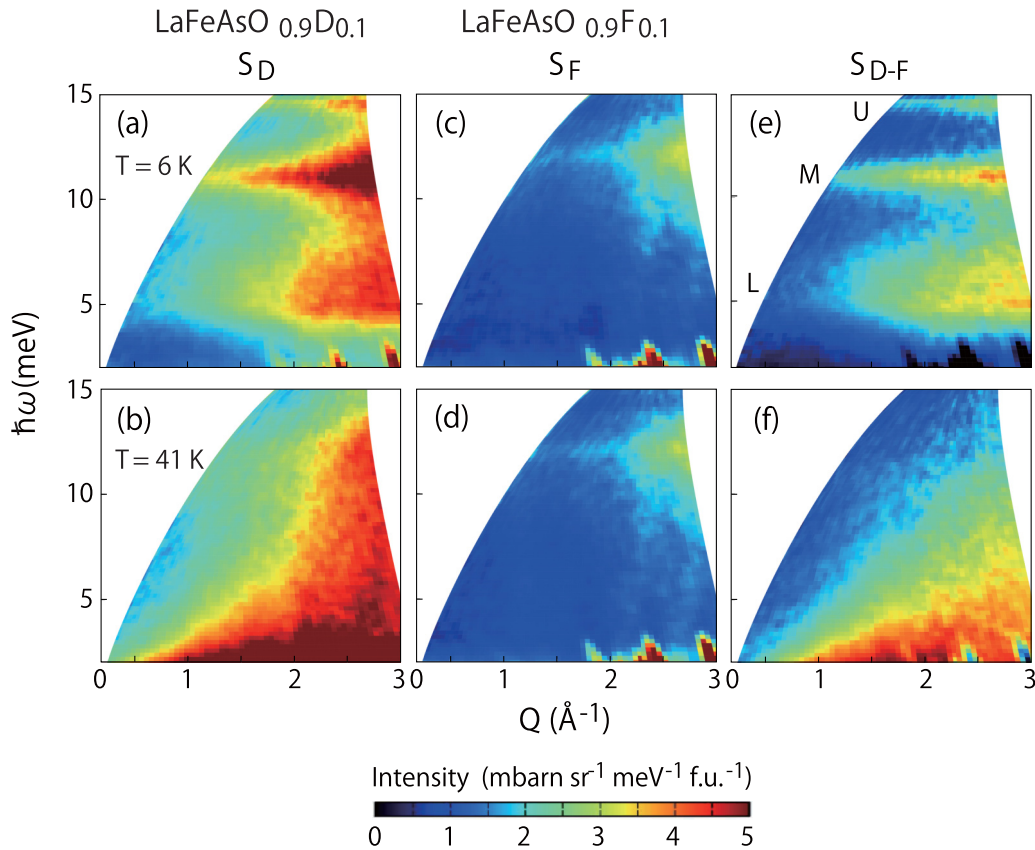 LaFeAsO 0.9D0.1 LaFeAsO 0.9F0.1
SD SF SD-F
15 (a) (c) (e) U
T = 6 K
M
10
L
5
15 (b) (d) (f)
T = 41 K
10
5
ħω (meV)
0 1 2 3 0 1 2 3 0 1 2 3
Q (Å-1)
Intensity (mbarn sr-1 meV-1 f.u.-1)
0 1 2 3 4 5